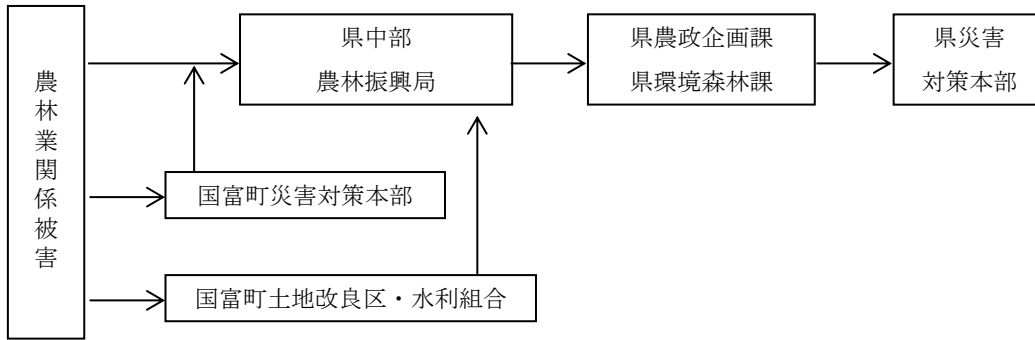 農林業関係被害
県中部
農林振興局
県農政企画課
県環境森林課
県災害
対策本部
国富町災害対策本部
国富町土地改良区・水利組合